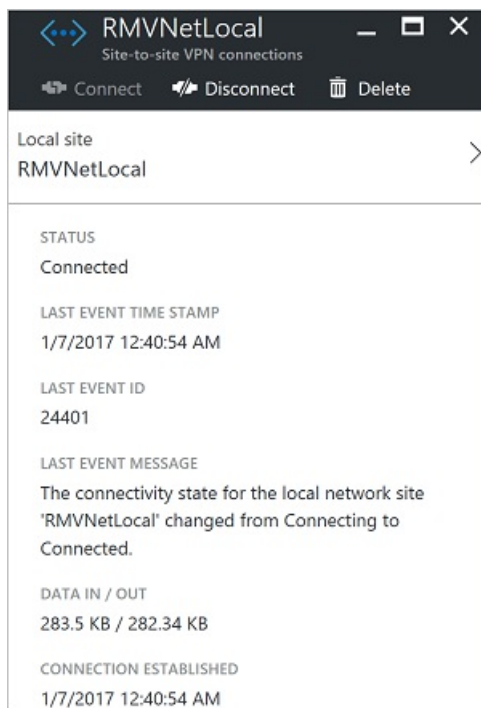 RMVNetLocal
Site-to-site VPN connections
Connect Disconnect Delete
Local site
RMVNetLocal
STATUS
Connected
LAST EVENT TIME STAMP
1/7/2017 12:40:54 AM
LAST EVENT ID
24401
LAST EVENT MESSAGE
The connectivity state for the local network site
'RMVNetLocal' changed from Connecting to
Connected.
DATA IN / OUT
283.5 KB / 282.34 KB
CONNECTION ESTABLISHED
1/7/2017 12:40:54 AM